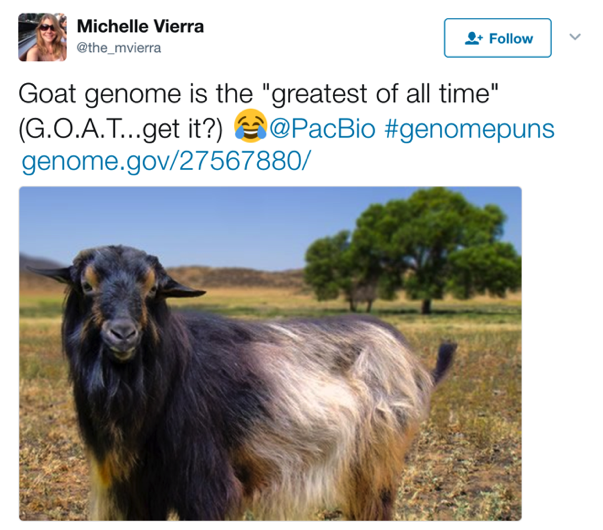 Michelle Vierra
@the_mvierra
Follow
Goat genome is the "greatest of all time"
(G.O.A.T...get it?) 😂@PacBio #genomepuns
genome.gov/27567880/